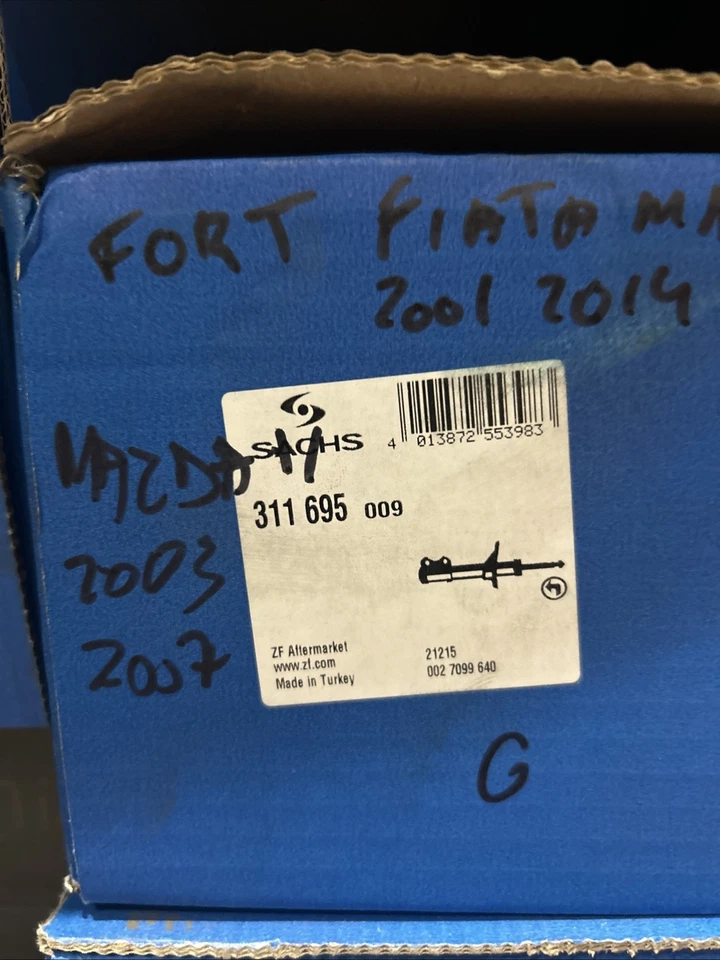 FORT FIATA MA
2001 2014
SACHS
4 013872 553983
MAZDA
311 695 009
2003
2007
ZF Aftermarket
www.zf.com
Made in Turkey
21215
002 7099 640
G